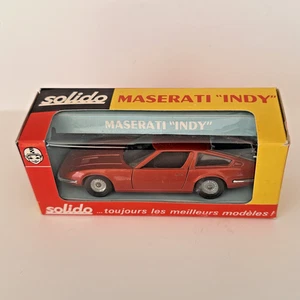 solido MASERATI "INDY"
MASERATI "INDY"
solido ...toujours les meilleurs modèles!